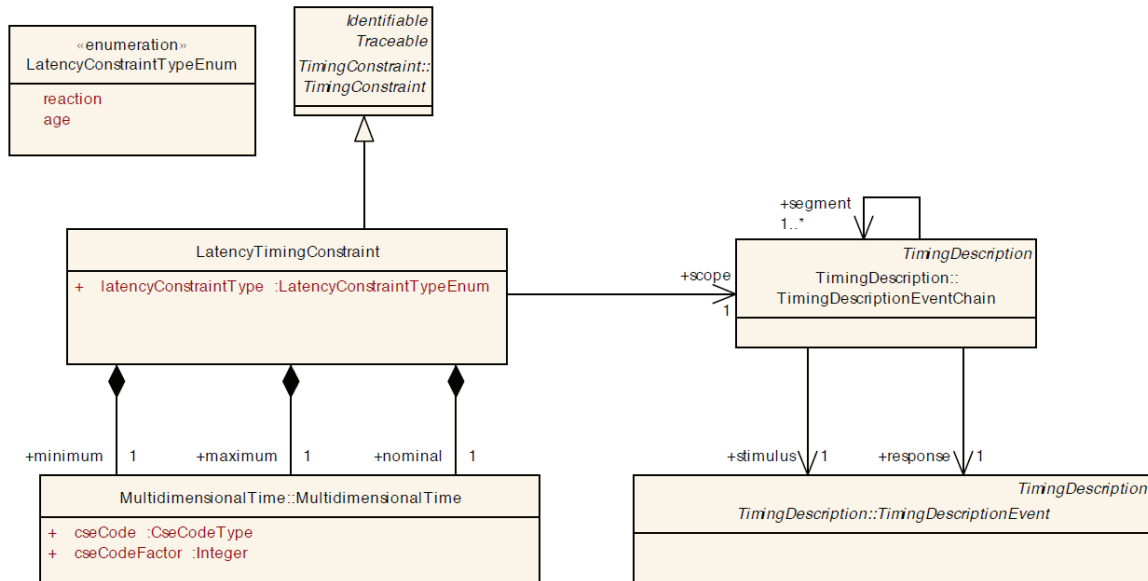 «enumeration»
LatencyConstraintTypeEnum
reaction
age
Identifiable
Traceable
TimingConstraint::
TimingConstraint
LatencyTimingConstraint
+ latencyConstraintType :LatencyConstraintTypeEnum
+scope
1
+segment
1..*
TimingDescription
TimingDescription::
TimingDescriptionEventChain
+minimum 1
+maximum 1
+nominal 1
+stimulus 1
+response 1
MultidimensionalTime::MultidimensionalTime
+ cseCode :CseCodeType
+ cseCodeFactor :Integer
TimingDescription
TimingDescription::TimingDescriptionEvent